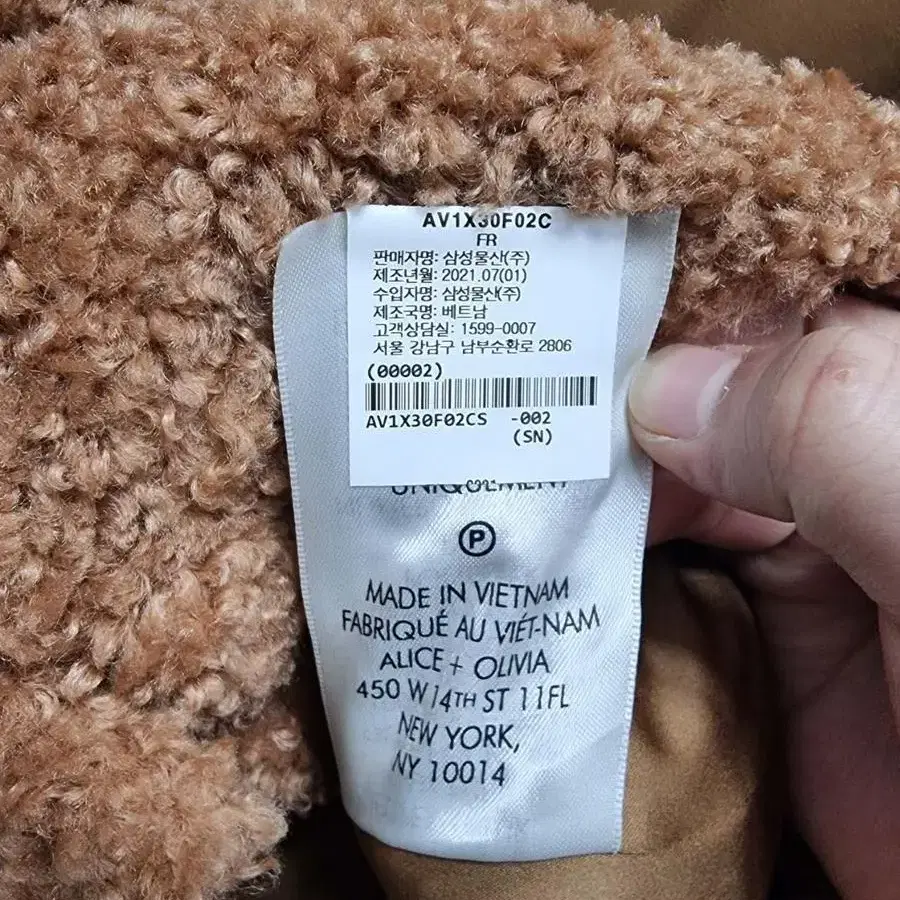 AV1X30F02C
FR
판매자명: 삼성물산(주)
제조년월: 2021.07(01)
수입자명: 삼성물산(주)
제조국명: 베트남
고객상담실: 1599-0007
서울 강남구 남부순환로 2806
(00002)
AV1X30F02CS -002
(SN)
UNIQUEMENT
P
MADE IN VIETNAM
FABRIQUÉ AU VIÊT-NAM
ALICE + OLIVIA
450 W 14TH ST 11FL
NEW YORK,
NY 10014